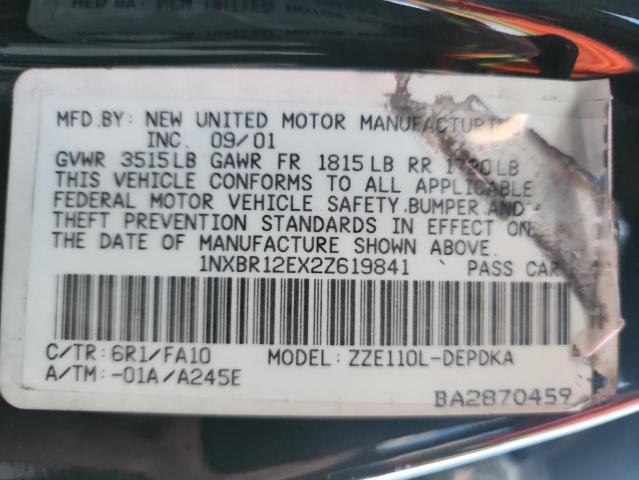 MFD.BY: NEW UNITED MOTOR MANUFACTURING
INC. 09/01
GVWR 3515LB GAWR FR 1815LB RR LB
THIS VEHICLE CONFORMS TO ALL APPLICABLE
FEDERAL MOTOR VEHICLE SAFETY,BUMPER,AND
THEFT PREVENTION STANDARDS IN EFFECT ON
THE DATE OF MANUFACTURE SHOWN ABOVE.
1NXBR12EX2Z619841 PASS CAR
C/TR: 6R1/FA10 MODEL: ZZE110L-DEPDKA
A/TM: -01A/A245E
BA2870459